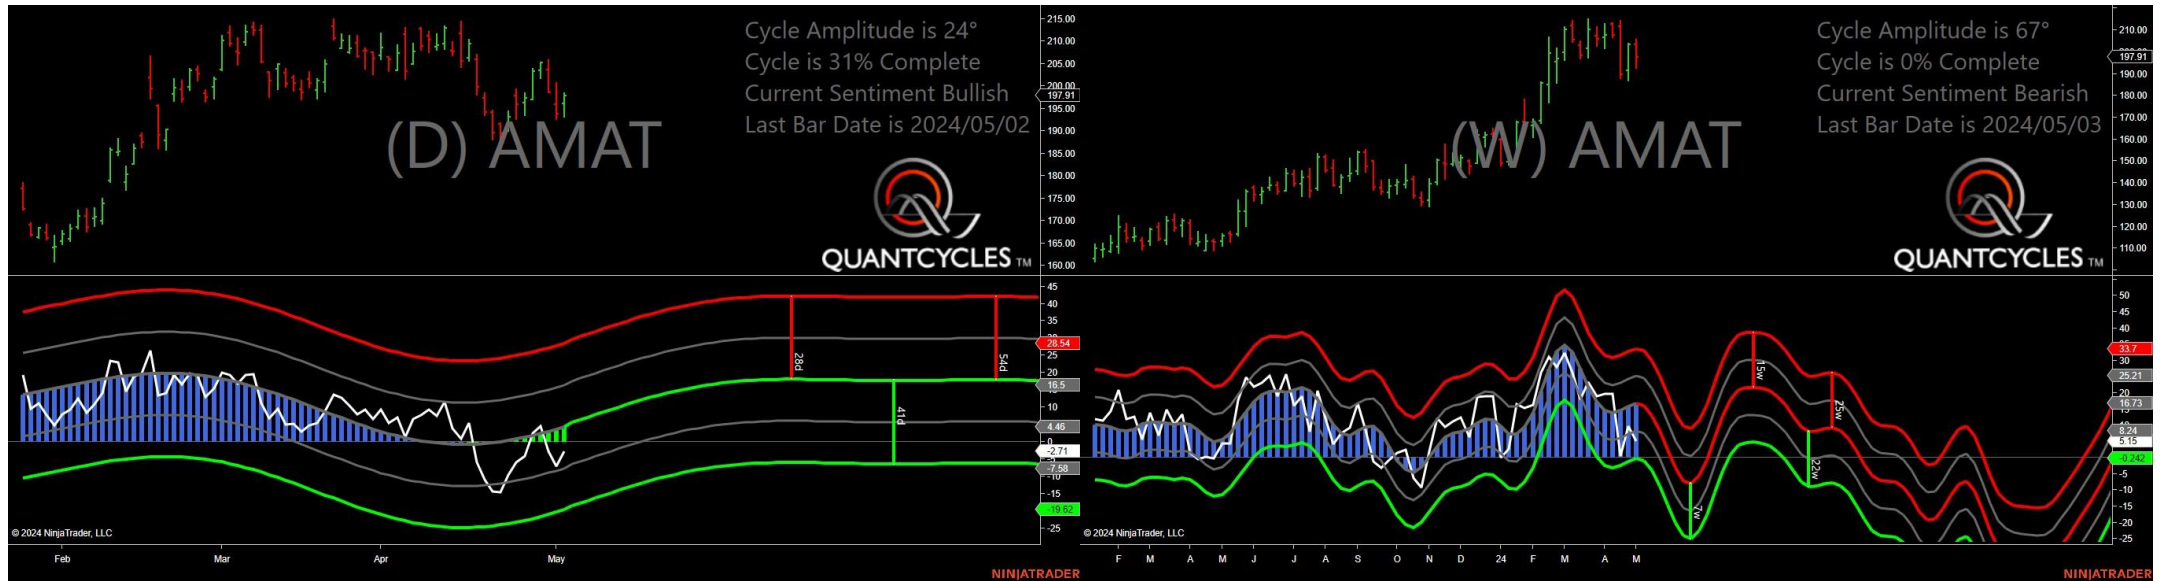 Cycle Amplitude is 24°
Cycle is 31% Complete
Current Sentiment Bullish
Last Bar Date is 2024/05/02
(D) AMAT
QUANTCYCLES TM
215.00
210.00
205.00
200.00
197.91
195.00
190.00
185.00
180.00
175.00
170.00
165.00
160.00
45
40
35
28.54
25
20
16.5
10
4.46
0
-2.71
-7.58
-10
-15
-19.62
-25
28d
54d
41d
© 2024 NinjaTrader, LLC
Feb Mar Apr May
NINJATRADER
Cycle Amplitude is 67°
Cycle is 0% Complete
Current Sentiment Bearish
Last Bar Date is 2024/05/03
(W) AMAT
QUANTCYCLES TM
210.00
197.91
190.00
180.00
170.00
160.00
150.00
140.00
130.00
120.00
110.00
50
45
40
33.7
30
25.21
20
16.73
8.24
5.15
-0.242
-5
-10
-15
-20
-25
7w
15w
22w
25w
© 2024 NinjaTrader, LLC
F M A M J J A S O N D 24 F M A M
NINJATRADER